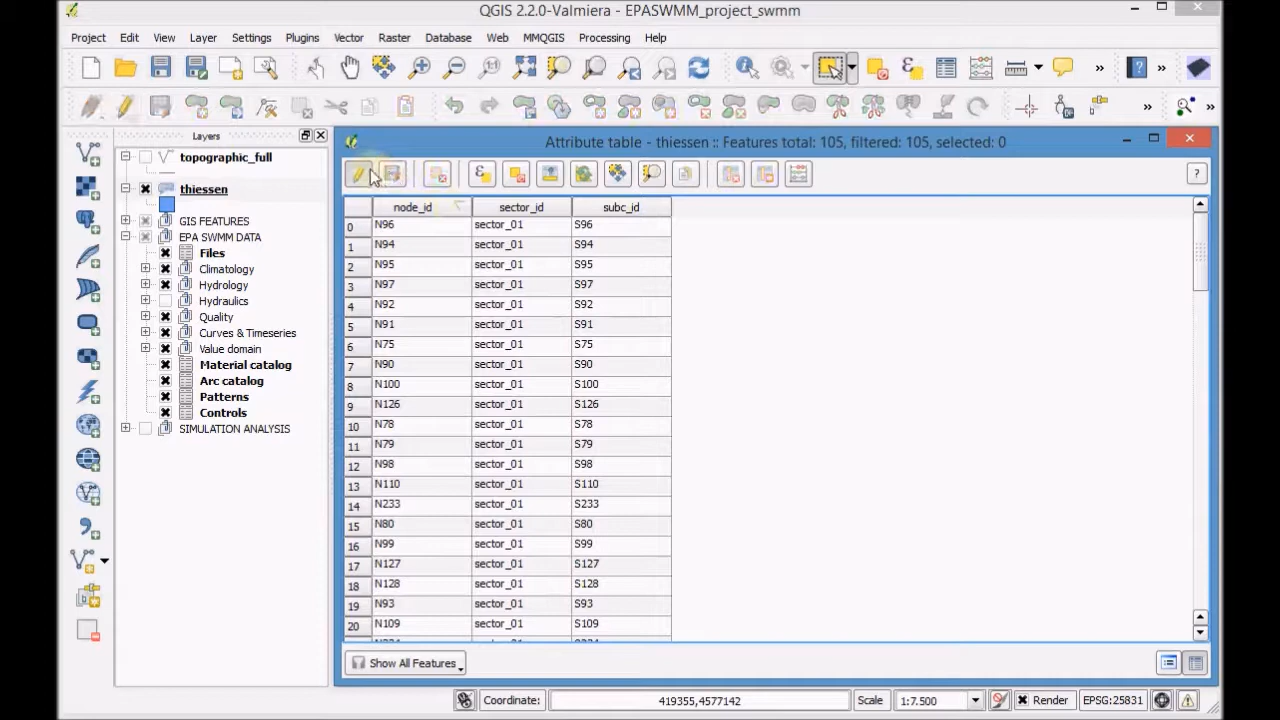 QGIS 2.2.0-Valmiera - EPASWMM_project_swmm
Project Edit View Layer Settings Plugins Vector Raster Database Web MMQGIS Processing Help
Layers
topographic_full
thiessen
GIS FEATURES
EPA SWMM DATA
Files
Climatology
Hydrology
Hydraulics
Quality
Curves & Timeseries
Value domain
Material catalog
Arc catalog
Patterns
Controls
SIMULATION ANALYSIS
Attribute table - thiessen :: Features total: 105, filtered: 105, selected: 0
node_id sector_id subc_id
0 N96 sector_01 S96
1 N94 sector_01 S94
2 N95 sector_01 S95
3 N97 sector_01 S97
4 N92 sector_01 S92
5 N91 sector_01 S91
6 N75 sector_01 S75
7 N90 sector_01 S90
8 N100 sector_01 S100
9 N126 sector_01 S126
10 N78 sector_01 S78
11 N79 sector_01 S79
12 N98 sector_01 S98
13 N110 sector_01 S110
14 N233 sector_01 S233
15 N80 sector_01 S80
16 N99 sector_01 S99
17 N127 sector_01 S127
18 N128 sector_01 S128
19 N93 sector_01 S93
20 N109 sector_01 S109
Show All Features
Coordinate: 419355,4577142 Scale 1:7.500 Render EPSG:25831